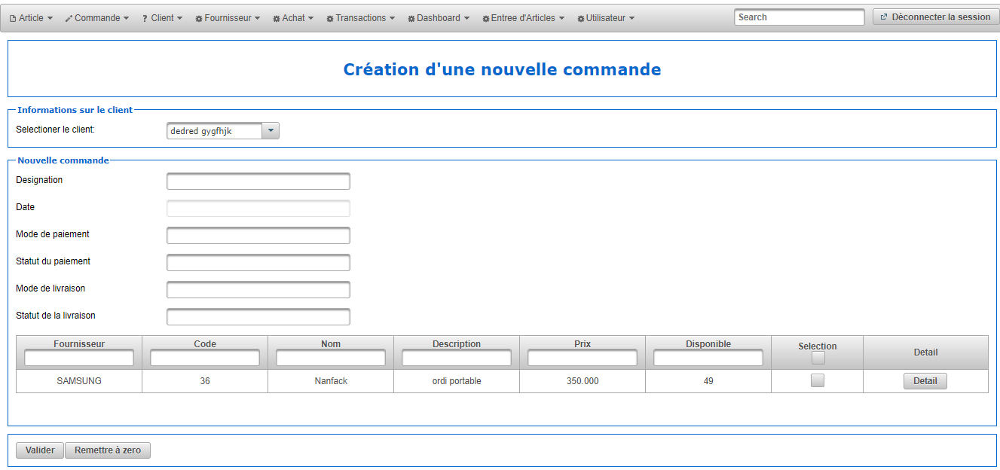 Article Commande ? Client Fournisseur Achat Transactions Dashboard Entree d'Articles Utilisateur Search Déconnecter la session
Création d'une nouvelle commande
Informations sur le client
Selectioner le client: dedred gygfhjk
Nouvelle commande
Designation
Date
Mode de paiement
Statut du paiement
Mode de livraison
Statut de la livraison
Fournisseur Code Nom Description Prix Disponible Selection Detail
SAMSUNG 36 Nanfack ordi portable 350.000 49 Detail
Valider Remettre à zero